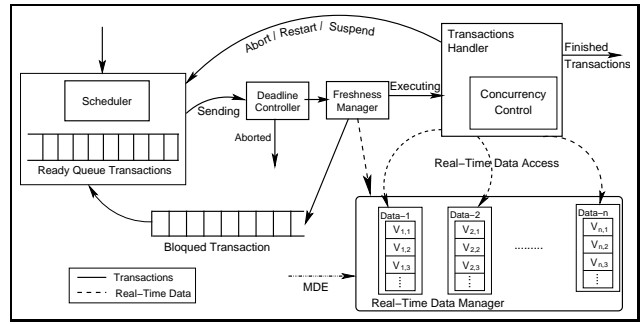 Abort / Restart / Suspend
Transactions
Handler
Finished
Transactions
Scheduler
Sending
Deadline
Controller
Freshness
Manager
Executing
Concurrency
Control
Aborted
Ready Queue Transactions
Real-Time Data Access
Bloqued Transaction
Data-1
V1,1
V1,2
V1,3
Data-2
V2,1
V2,2
V2,3
.........
Data-n
Vn,1
Vn,2
Vn,3
MDE
Real-Time Data Manager
Transactions
Real-Time Data